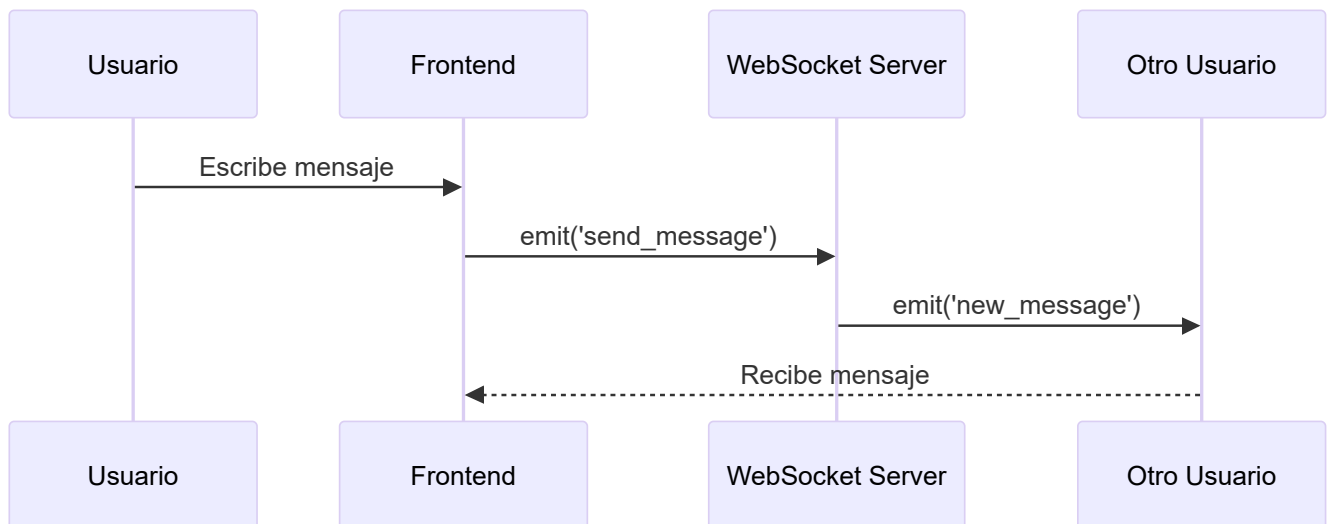 Usuario
Frontend
WebSocket Server
Otro Usuario
Escribe mensaje
emit('send_message')
emit('new_message')
Recibe mensaje
Usuario
Frontend
WebSocket Server
Otro Usuario